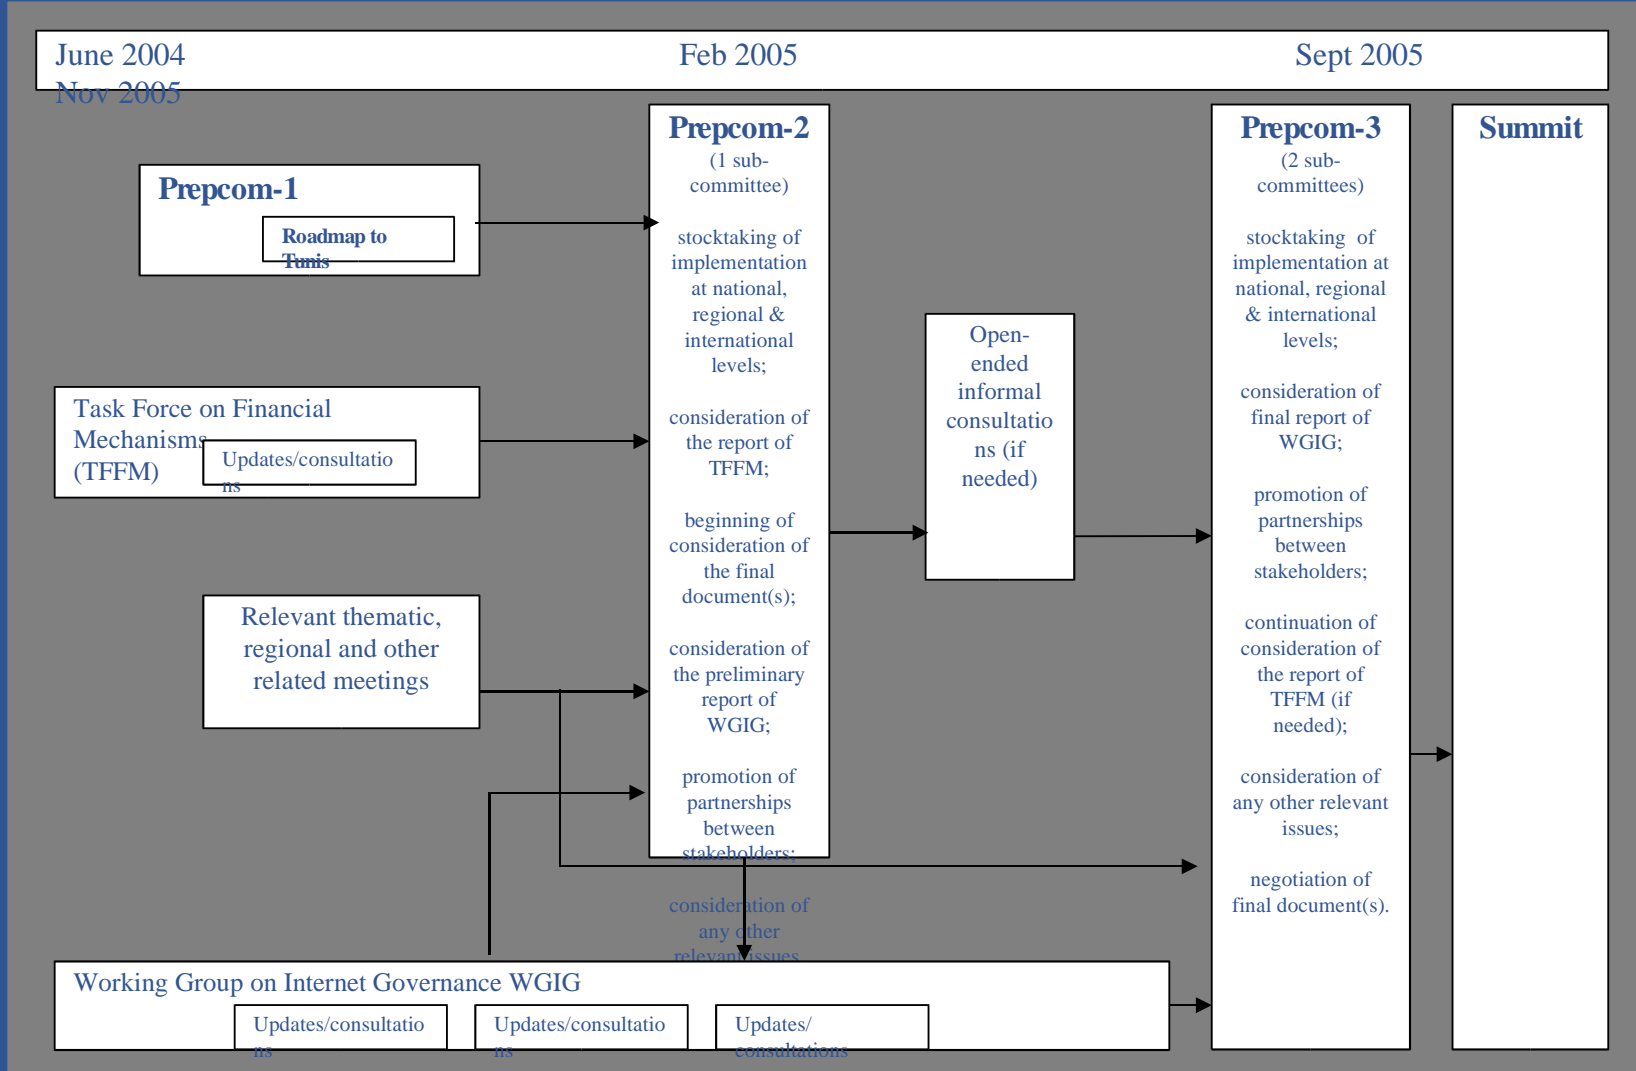 June 2004 Feb 2005 Sept 2005
Nov 2005
Prepcom-1
Roadmap to
Tunis
Task Force on Financial
Mechanisms
(TFFM)
Updates/consultatio
ns
Relevant thematic,
regional and other
related meetings
Prepcom-2
(1 sub-
committee)
stocktaking of
implementation
at national,
regional &
international
levels;
consideration of
the report of
TFFM;
beginning of
consideration of
the final
document(s);
consideration of
the preliminary
report of
WGIG;
promotion of
partnerships
between
stakeholders;
consideration of
any other
relevant issues
Open-
ended
informal
consultatio
ns (if
needed)
Prepcom-3
(2 sub-
committees)
stocktaking of
implementation at
national, regional
& international
levels;
consideration of
final report of
WGIG;
promotion of
partnerships
between
stakeholders;
continuation of
consideration of
the report of
TFFM (if
needed);
consideration of
any other relevant
issues;
negotiation of
final document(s).
Summit
Working Group on Internet Governance WGIG
Updates/consultatio
ns
Updates/consultatio
ns
Updates/
consultations